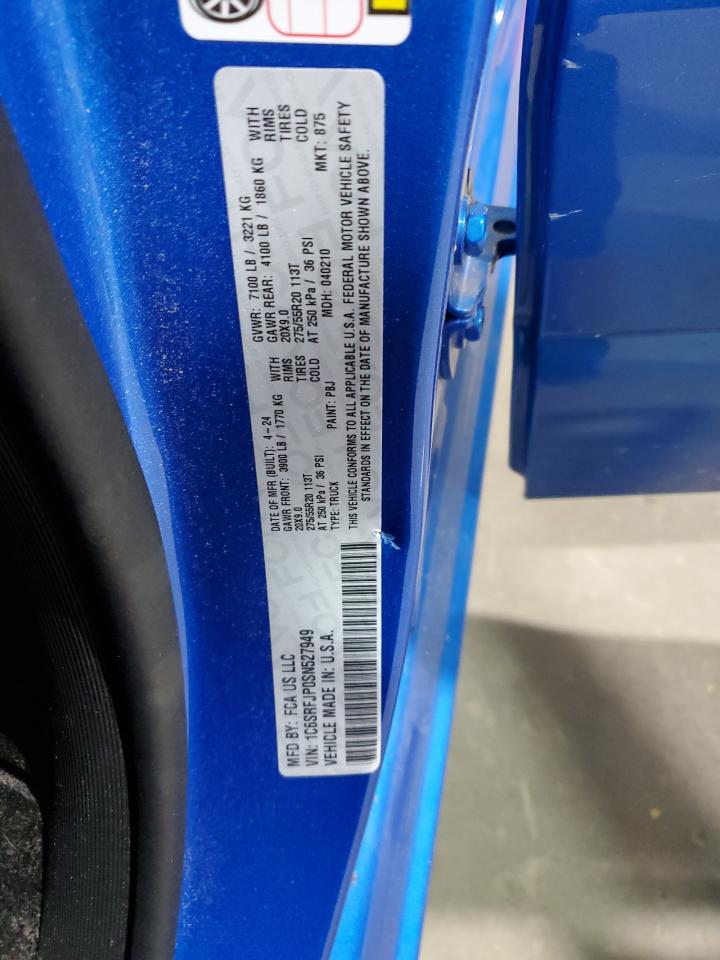 MFD BY: FCA US LLC
DATE OF MFR (BUILT): 4-24
GVWR: 7100 LB / 3221 KG
GAWR FRONT: 3900 LB / 1770 KG WITH
20X9.0 RIMS
275/55R20 113T TIRES
AT 250 kPa / 36 PSI COLD
GAWR REAR: 4100 LB / 1860 KG WITH
20X9.0 RIMS
275/55R20 113T TIRES
AT 250 kPa / 36 PSI COLD
VIN: 1C6SRFJP0SN527949
TYPE: TRUCK
PAINT: PBJ
MDH: 040210
MKT: 875
VEHICLE MADE IN: U.S.A.
THIS VEHICLE CONFORMS TO ALL APPLICABLE U.S.A. FEDERAL MOTOR VEHICLE SAFETY
STANDARDS IN EFFECT ON THE DATE OF MANUFACTURE SHOWN ABOVE.